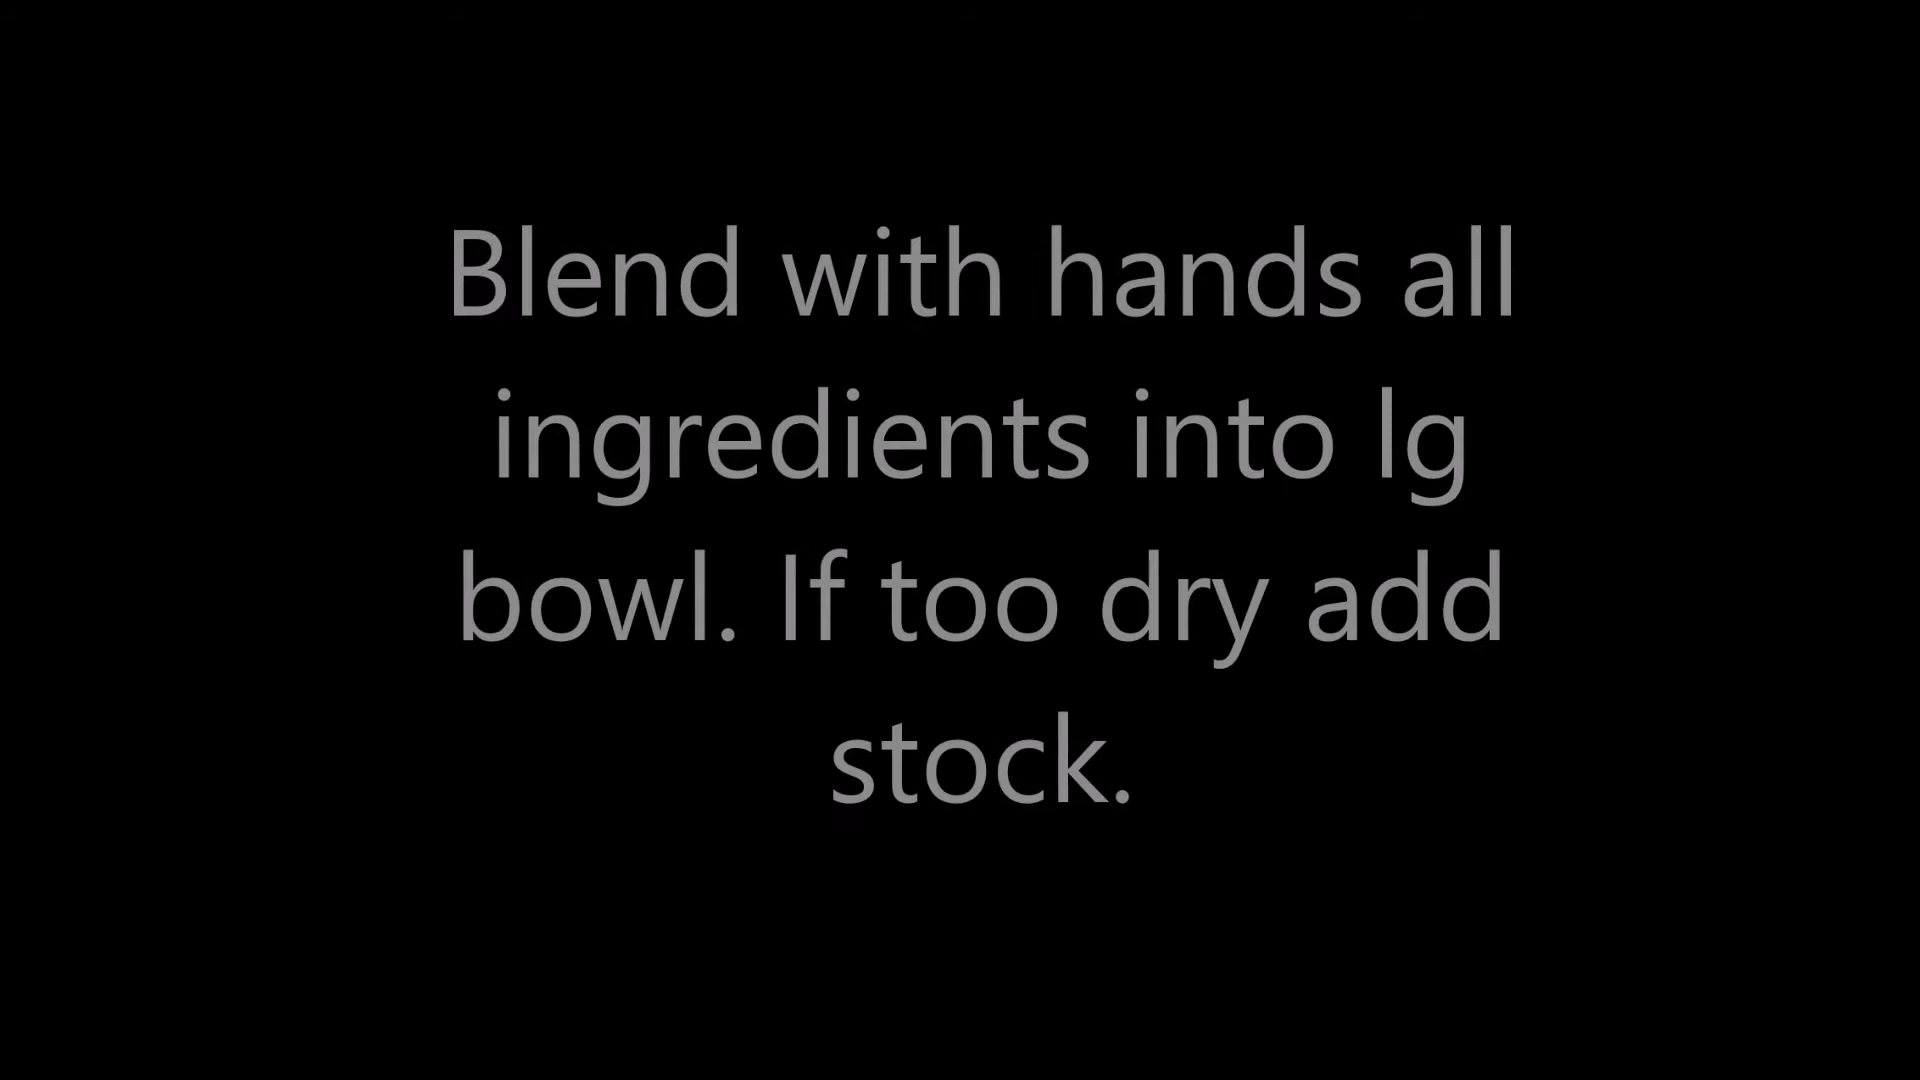 Blend with hands all
ingredients into lg
bowl. If too dry add
stock.